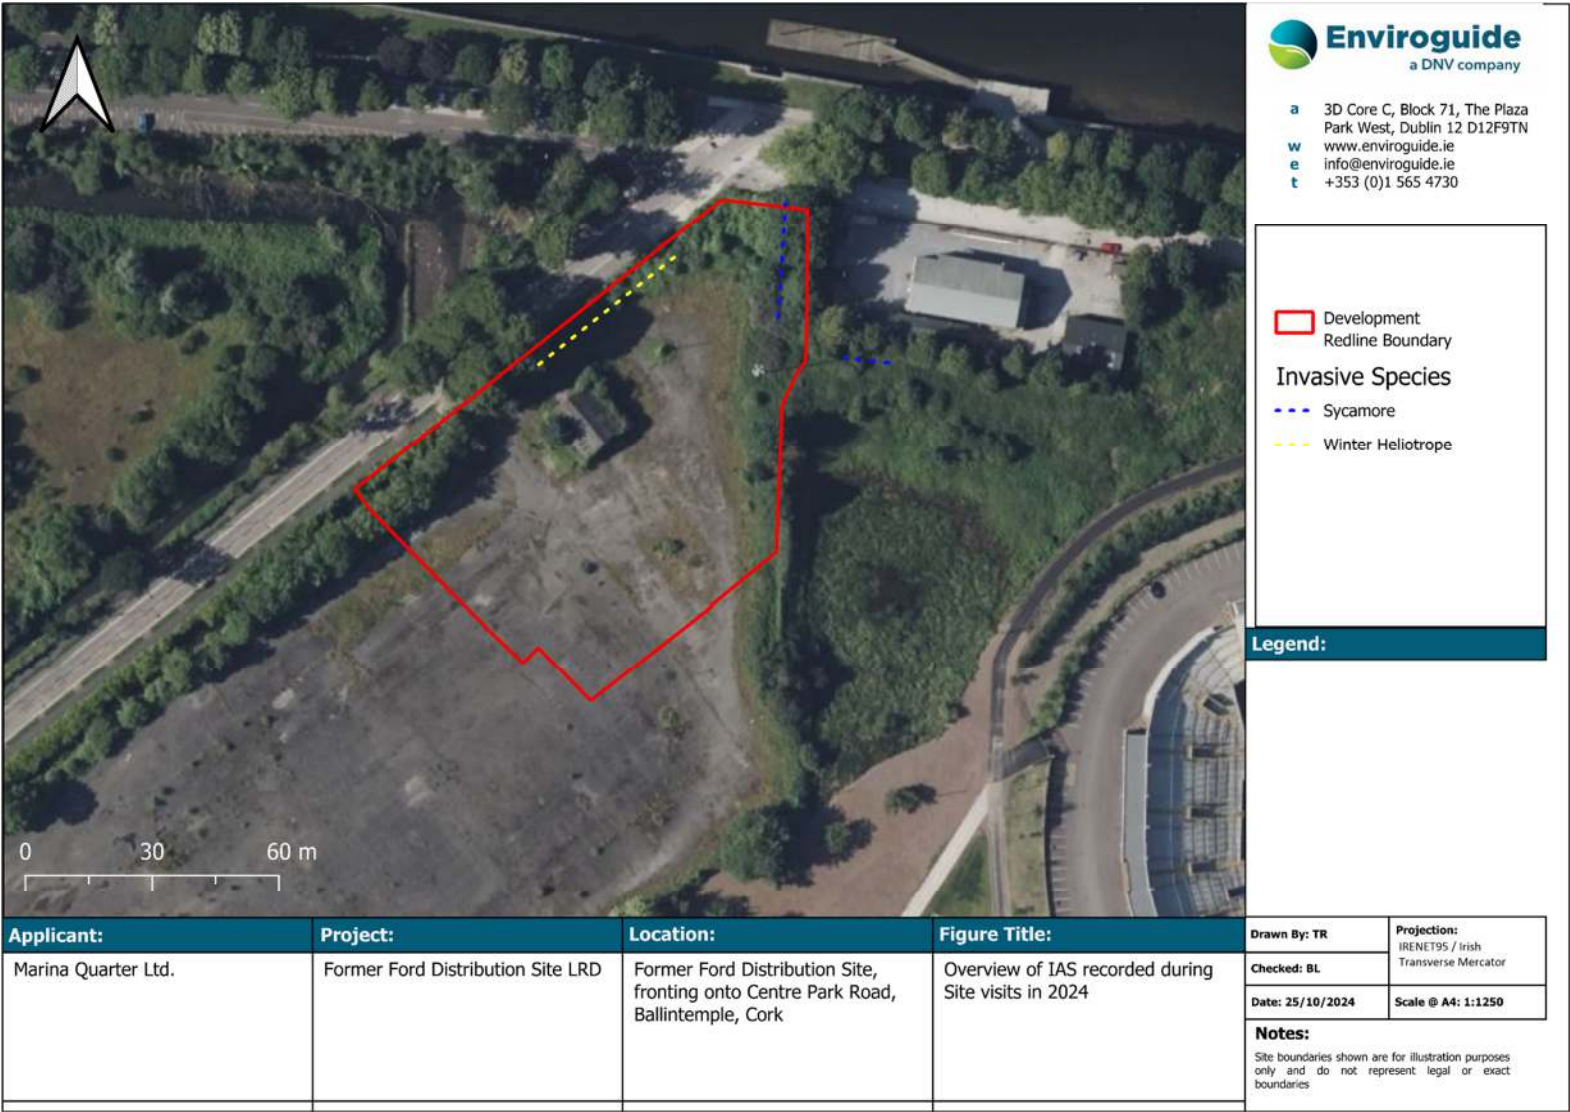 Enviroguide
a DNV company
a 3D Core C, Block 71, The Plaza
Park West, Dublin 12 D12F9TN
w www.enviroguide.ie
e info@enviroguide.ie
t +353 (0)1 565 4730
Development
Redline Boundary
Invasive Species
Sycamore
Winter Heliotrope
Legend:
0 30 60 m
Applicant:
Marina Quarter Ltd.
Project:
Former Ford Distribution Site LRD
Location:
Former Ford Distribution Site,
fronting onto Centre Park Road,
Ballintemple, Cork
Figure Title:
Overview of IAS recorded during
Site visits in 2024
Drawn By: TR
Checked: BL
Date: 25/10/2024
Projection:
IRENET95 / Irish
Transverse Mercator
Scale @ A4: 1:1250
Notes:
Site boundaries shown are for illustration purposes
only and do not represent legal or exact
boundaries